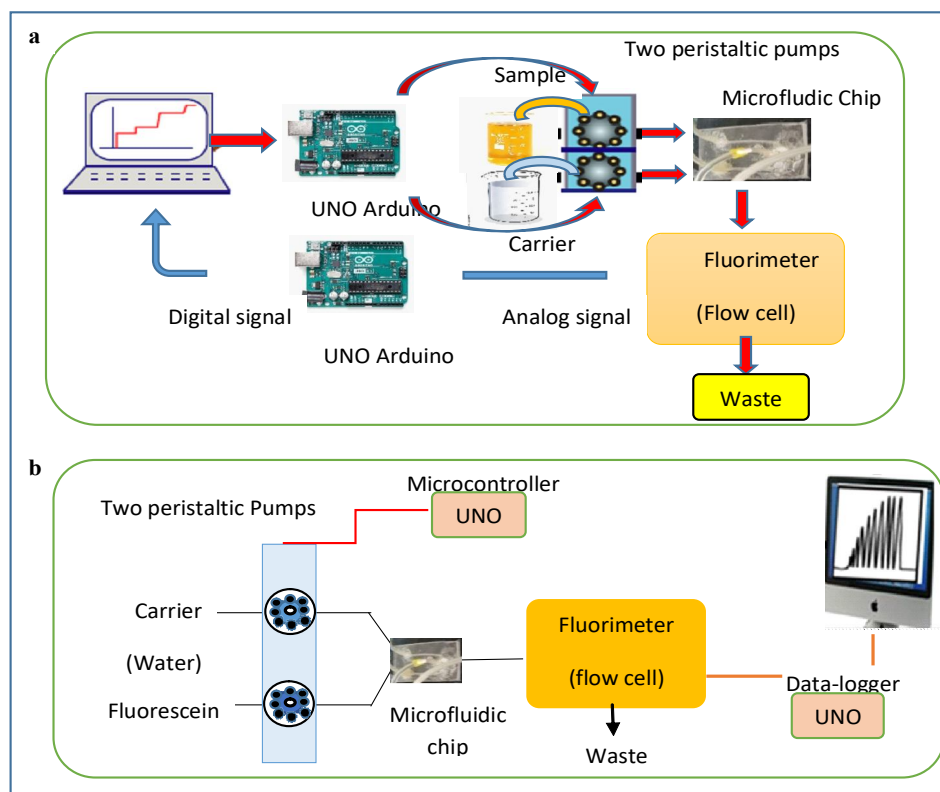 a
Two peristaltic pumps
Sample
Microfludic Chip
UNO Arduino
Carrier
Fluorimeter
(Flow cell)
Digital signal
Analog signal
UNO Arduino
Waste
b
Microcontroller
Two peristaltic Pumps
UNO
Carrier
(Water)
Fluorimeter
(flow cell)
Fluorescein
Microfluidic
chip
Data-logger
UNO
Waste